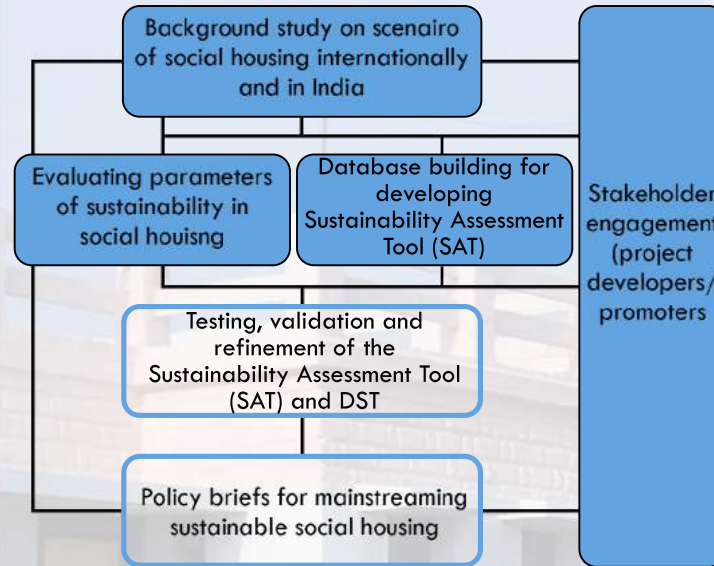 Background study on scenairo
of social housing internationally
and in India
Evaluating parameters
of sustainability in
social houisng
Database building for
developing
Sustainability Assessment
Tool (SAT)
Testing, validation and
refinement of the
Sustainability Assessment Tool
(SAT) and DST
Policy briefs for mainstreaming
sustainable social housing
Stakeholder
engagement
(project
developers/
promoters